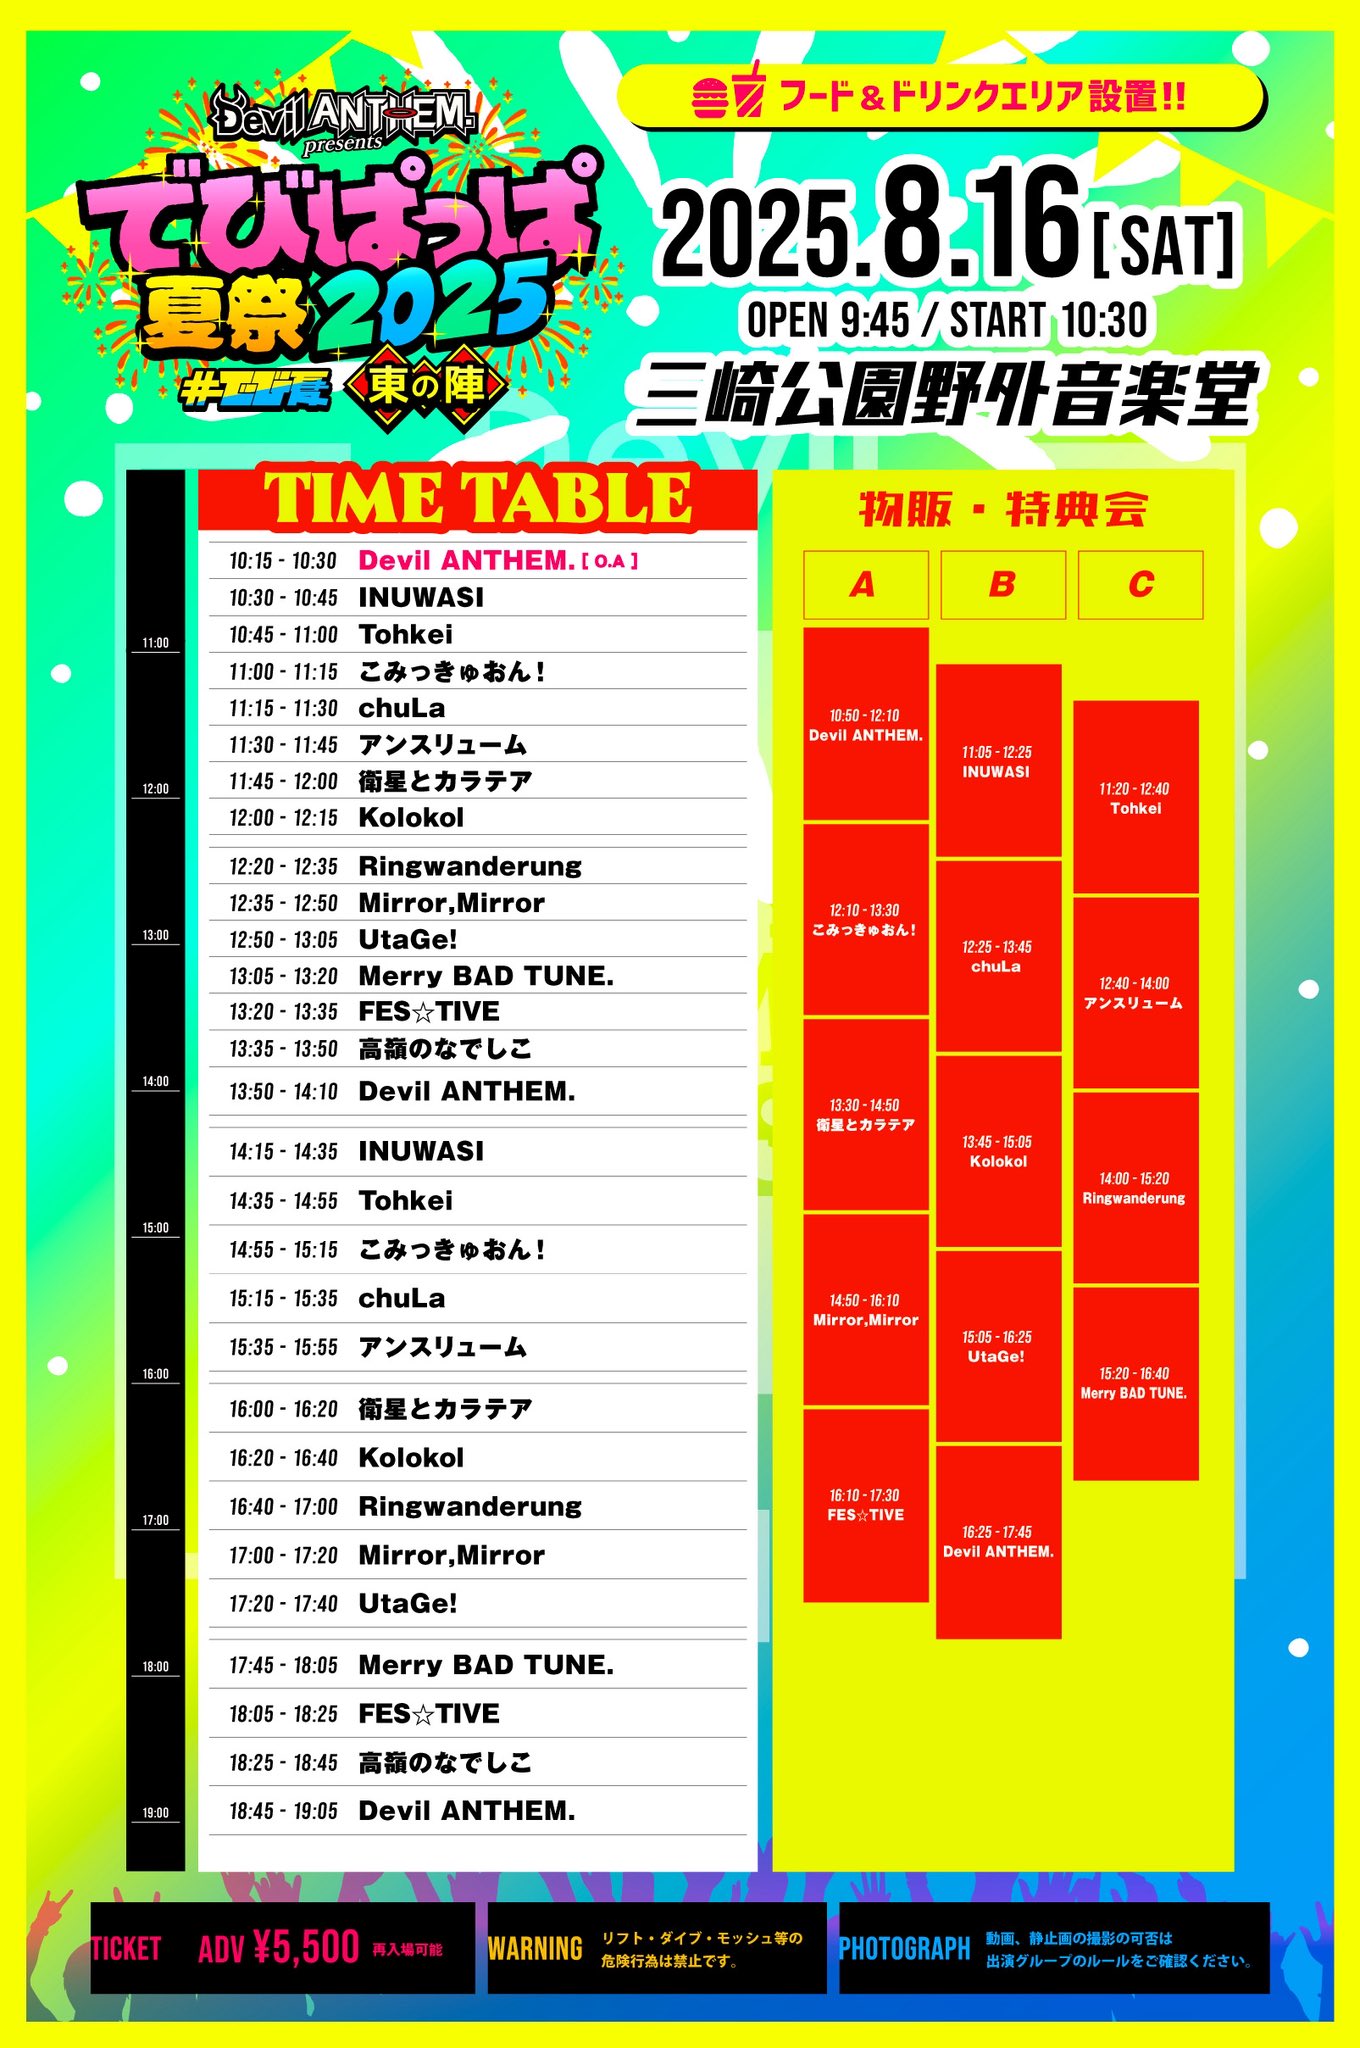 フード&ドリンクエリア設置!!
Devil ANTHEM.
presents
でびぱっぱ
夏祭2025
#デビ夏
東の陣
2025.8.16[SAT]
OPEN 9:45 / START 10:30
三崎公園野外音楽堂
TIME TABLE
10:15 - 10:30 Devil ANTHEM. [ O.A ]
10:30 - 10:45 INUWASI
10:45 - 11:00 Tohkei
11:00
11:00 - 11:15 こみっきゅおん!
11:15 - 11:30 chuLa
11:30 - 11:45 アンスリューム
11:45 - 12:00 衛星とカラテア
12:00
12:00 - 12:15 Kolokol
12:20 - 12:35 Ringwanderung
12:35 - 12:50 Mirror,Mirror
12:50 - 13:05 UtaGe!
13:00
13:05 - 13:20 Merry BAD TUNE.
13:20 - 13:35 FES☆TIVE
13:35 - 13:50 高嶺のなでしこ
14:00
13:50 - 14:10 Devil ANTHEM.
14:15 - 14:35 INUWASI
14:35 - 14:55 Tohkei
15:00
14:55 - 15:15 こみっきゅおん!
15:15 - 15:35 chuLa
15:35 - 15:55 アンスリューム
16:00
16:00 - 16:20 衛星とカラテア
16:20 - 16:40 Kolokol
16:40 - 17:00 Ringwanderung
17:00
17:00 - 17:20 Mirror,Mirror
17:20 - 17:40 UtaGe!
17:45 - 18:05 Merry BAD TUNE.
18:00
18:05 - 18:25 FES☆TIVE
18:25 - 18:45 高嶺のなでしこ
18:45 - 19:05 Devil ANTHEM.
19:00
物販・特典会
A
10:50 - 12:10
Devil ANTHEM.
12:10 - 13:30
こみっきゅおん!
13:30 - 14:50
衛星とカラテア
14:50 - 16:10
Mirror,Mirror
16:10 - 17:30
FES☆TIVE
B
11:05 - 12:25
INUWASI
12:25 - 13:45
chuLa
13:45 - 15:05
Kolokol
15:05 - 16:25
UtaGe!
16:25 - 17:45
Devil ANTHEM.
C
11:20 - 12:40
Tohkei
12:40 - 14:00
アンスリューム
14:00 - 15:20
Ringwanderung
15:20 - 16:40
Merry BAD TUNE.
TICKET ADV ¥5,500 再入場可能
WARNING
リフト・ダイブ・モッシュ等の
危険行為は禁止です。
PHOTOGRAPH
動画、静止画の撮影の可否は
出演グループのルールをご確認ください。